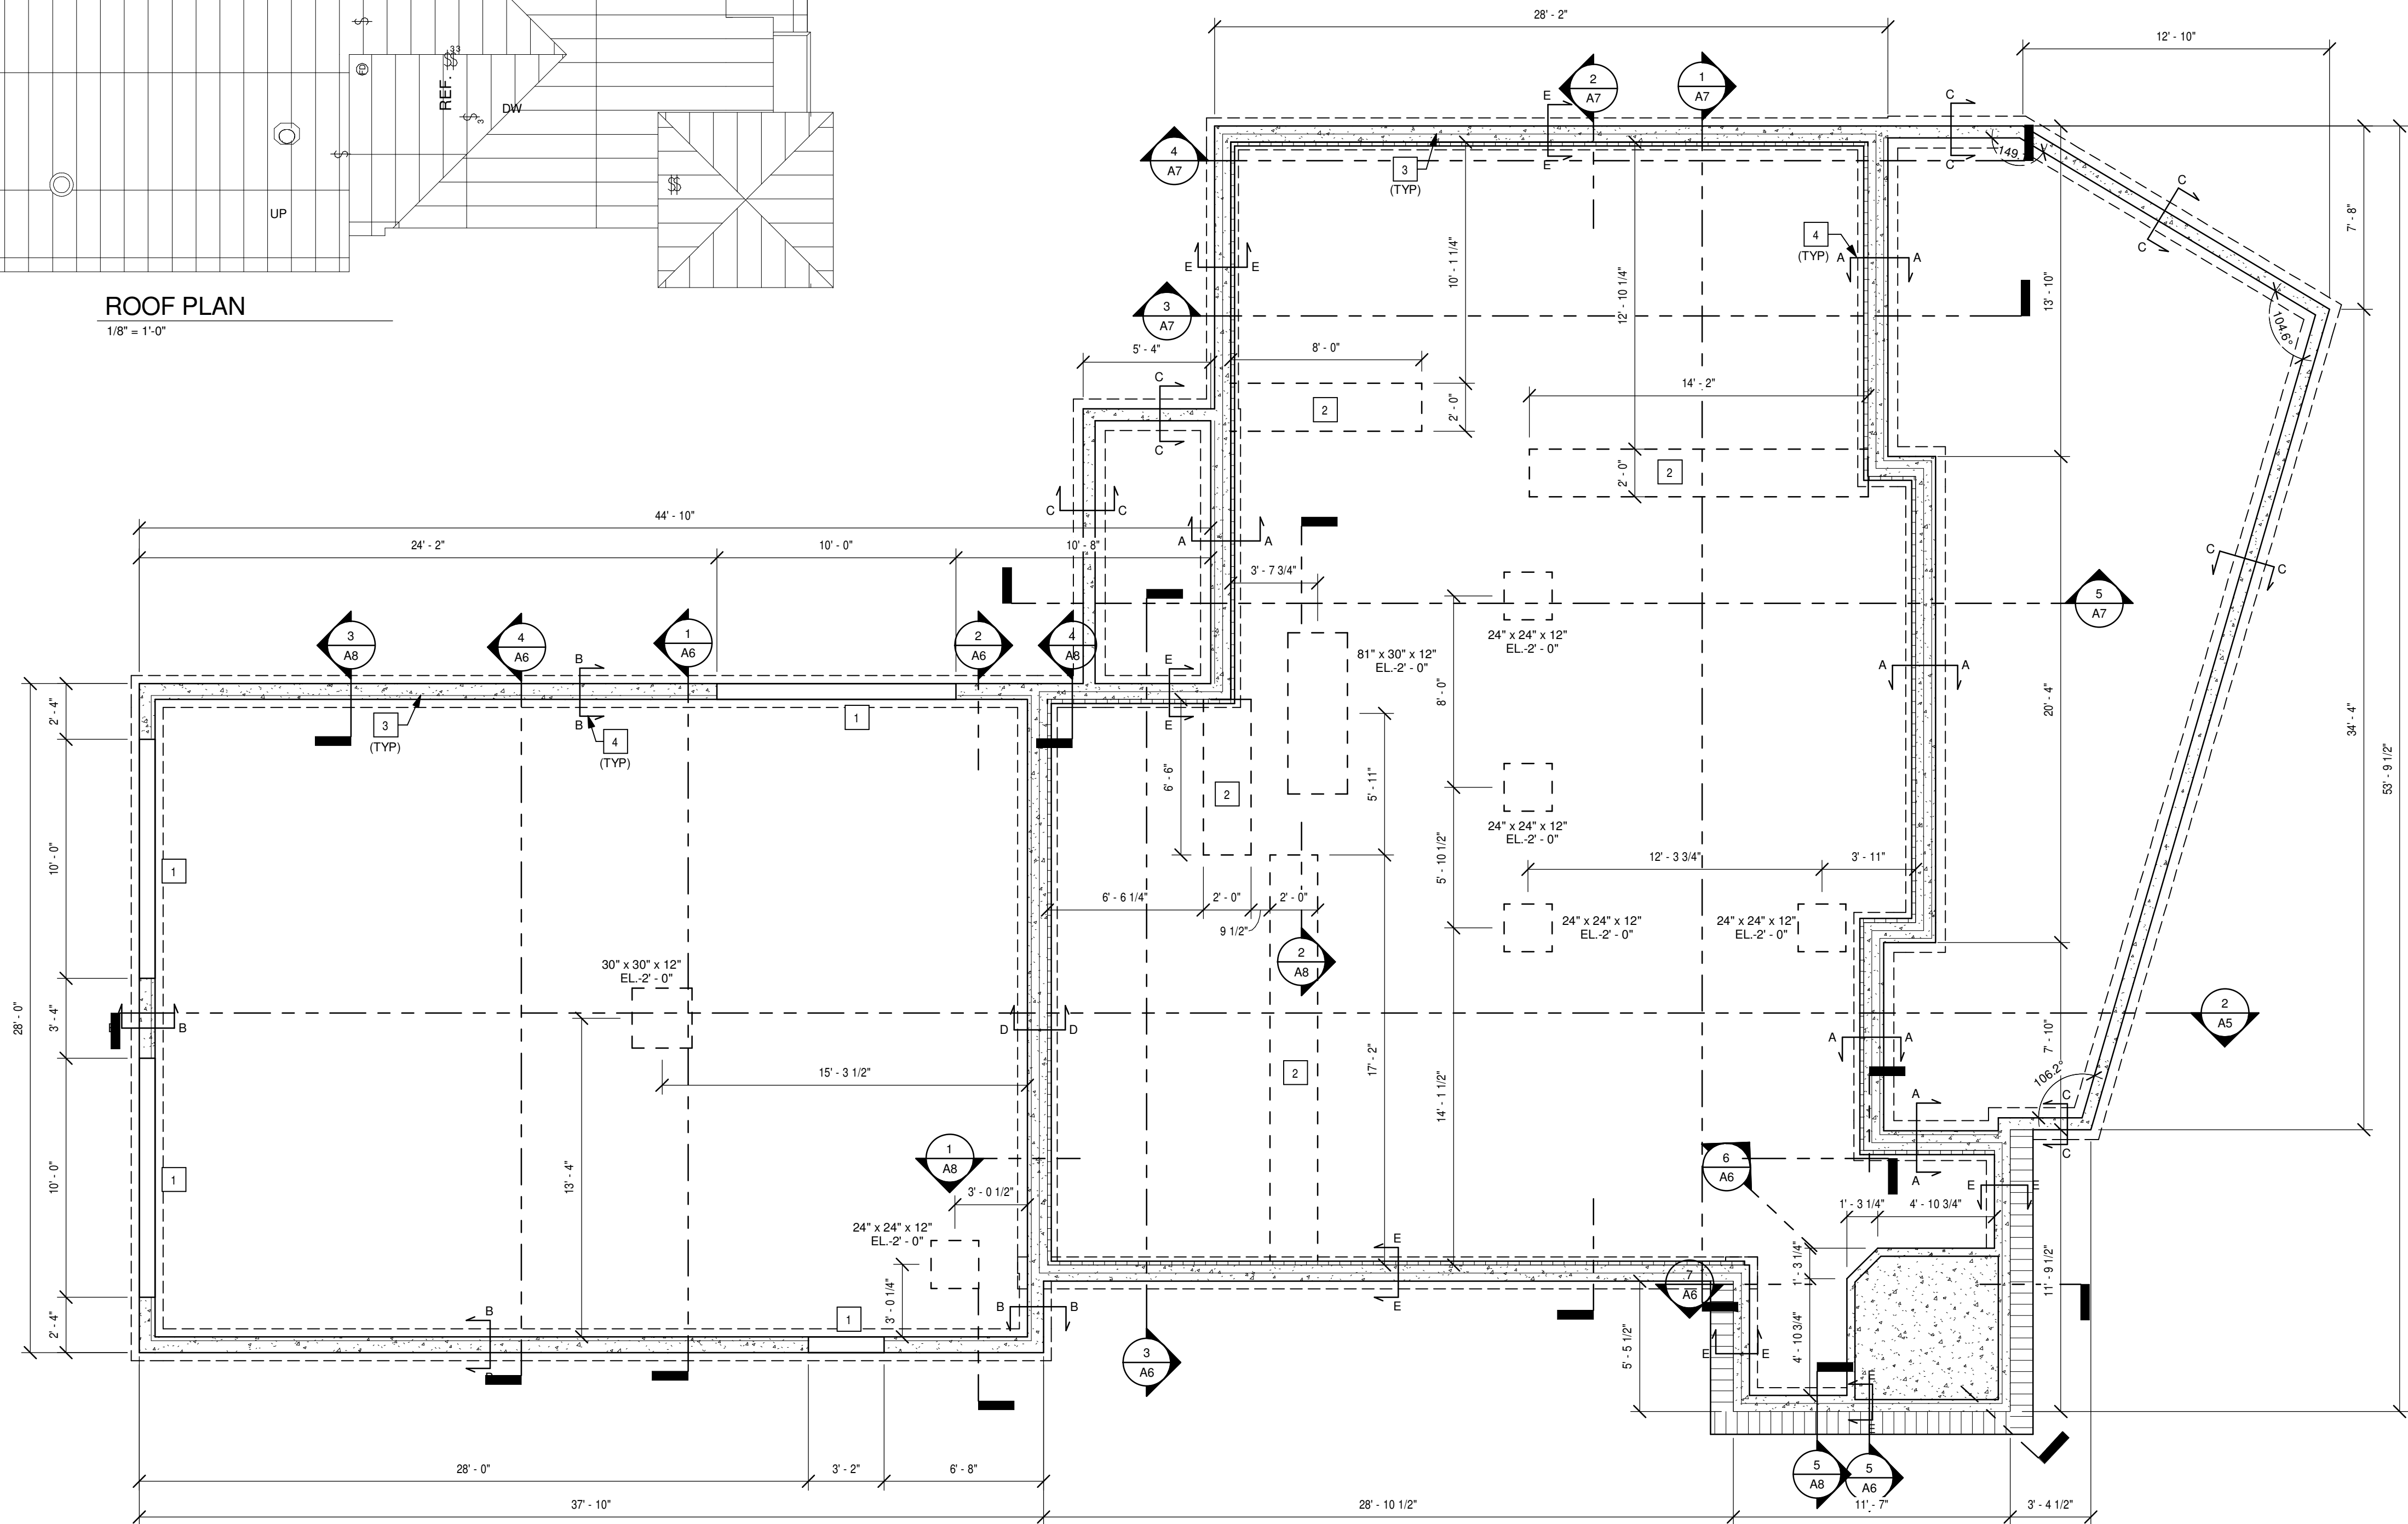 28' - 2"
12' - 10"
REF.
DW
UP
ROOF PLAN
1/8" = 1'-0"
2
A7
1
A7
E
E
C
C
149.
4
A7
3
(TYP)
C
C
7' - 8"
4
(TYP)
A
A
E
E
10' - 1 1/4"
12' - 10 1/4"
13' - 10"
3
A7
104.6°
5' - 4"
8' - 0"
C
C
2
2' - 0"
14' - 2"
2
2' - 0"
C
C
44' - 10"
24' - 2"
10' - 0"
10' - 8"
A
A
3' - 7 3/4"
C
C
5
A7
3
A8
4
A6
1
A6
2
A6
4
A8
B
B
E
E
24" x 24" x 12"
EL.-2' - 0"
81" x 30" x 12"
EL.-2' - 0"
8' - 0"
A
A
20' - 4"
34' - 4"
53' - 9 1/2"
2' - 4"
3
(TYP)
4
(TYP)
1
6' - 6"
2
5' - 11"
24" x 24" x 12"
EL.-2' - 0"
5' - 10 1/2"
12' - 3 3/4"
3' - 11"
10' - 0"
1
6' - 6 1/4"
2' - 0"
9 1/2"
2' - 0"
24" x 24" x 12"
EL.-2' - 0"
24" x 24" x 12"
EL.-2' - 0"
2
A8
30" x 30" x 12"
EL.-2' - 0"
28' - 0"
3' - 4"
B
B
D
D
2
A5
7' - 10"
A
A
15' - 3 1/2"
17' - 2"
2
14' - 1 1/2"
106.2°
C
C
A
A
10' - 0"
1
13' - 4"
1
A8
3' - 0 1/2"
24" x 24" x 12"
EL.-2' - 0"
3' - 0 1/4"
6
A6
1' - 3 1/4"
4' - 10 3/4"
E
E
1' - 3 1/4"
11' - 9 1/2"
7
A6
E
E
2' - 4"
B
B
1
B
B
3
A6
5' - 5 1/2"
E
E
4' - 10 3/4"
E
E
5
A8
5
A6
28' - 0"
3' - 2"
6' - 8"
37' - 10"
28' - 10 1/2"
11' - 7"
3' - 4 1/2"